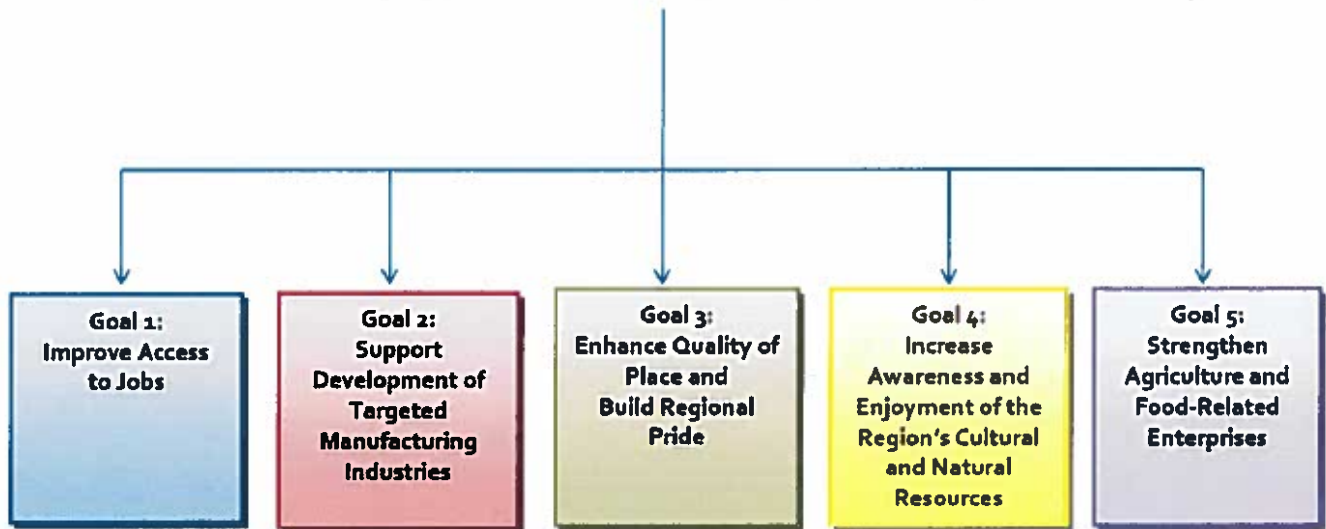 Goal 1:
Improve Access
to Jobs
Goal 2:
Support
Development of
Targeted
Manufacturing
Industries
Goal 3:
Enhance Quality of
Place and
Build Regional
Pride
Goal 4:
Increase
Awareness and
Enjoyment of the
Region's Cultural
and Natural
Resources
Goal 5:
Strengthen
Agriculture and
Food-Related
Enterprises